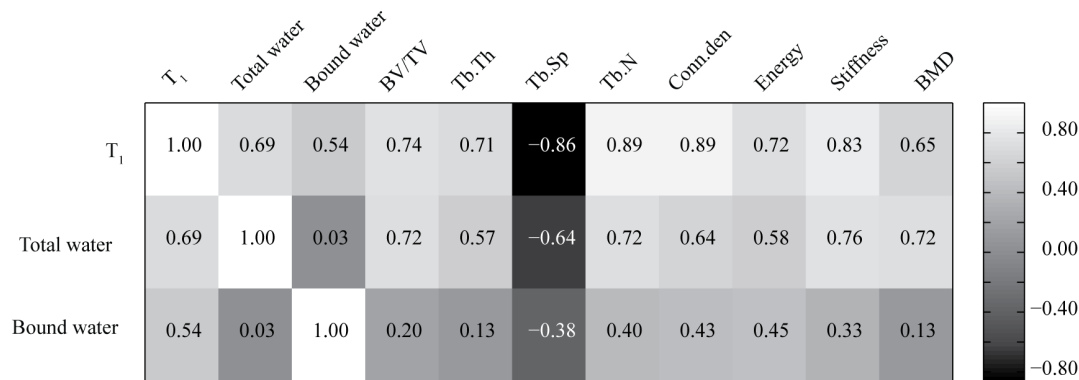 T₁ Total water Bound water BV/TV Tb.Th Tb.Sp Tb.N Conn.den Energy Stiffness BMD
T₁ 1.00 0.69 0.54 0.74 0.71 −0.86 0.89 0.89 0.72 0.83 0.65
Total water 0.69 1.00 0.03 0.72 0.57 −0.64 0.72 0.64 0.58 0.76 0.72
Bound water 0.54 0.03 1.00 0.20 0.13 −0.38 0.40 0.43 0.45 0.33 0.13
0.80
0.40
0.00
−0.40
−0.80